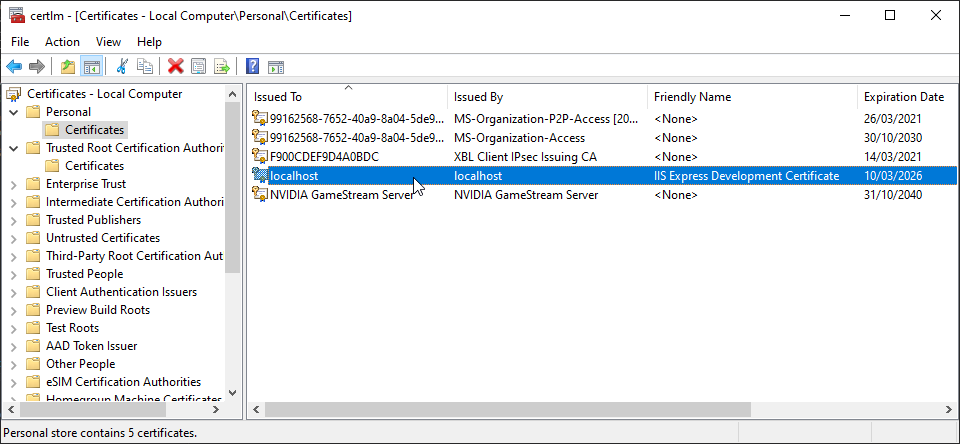 certlm - [Certificates - Local Computer\Personal\Certificates]
File Action View Help
Certificates - Local Computer
Personal
Certificates
Trusted Root Certification Authori
Certificates
Enterprise Trust
Intermediate Certification Authori
Trusted Publishers
Untrusted Certificates
Third-Party Root Certification Aut
Trusted People
Client Authentication Issuers
Preview Build Roots
Test Roots
AAD Token Issuer
Other People
eSIM Certification Authorities
Homegroup Machine Certificates
Issued To Issued By Friendly Name Expiration Date
99162568-7652-40a9-8a04-5de9... MS-Organization-P2P-Access [20... <None> 26/03/2021
99162568-7652-40a9-8a04-5de9... MS-Organization-Access <None> 30/10/2030
F900CDEF9D4A0BDC XBL Client IPsec Issuing CA <None> 14/03/2021
localhost localhost IIS Express Development Certificate 10/03/2026
NVIDIA GameStream Server NVIDIA GameStream Server <None> 31/10/2040
Personal store contains 5 certificates.